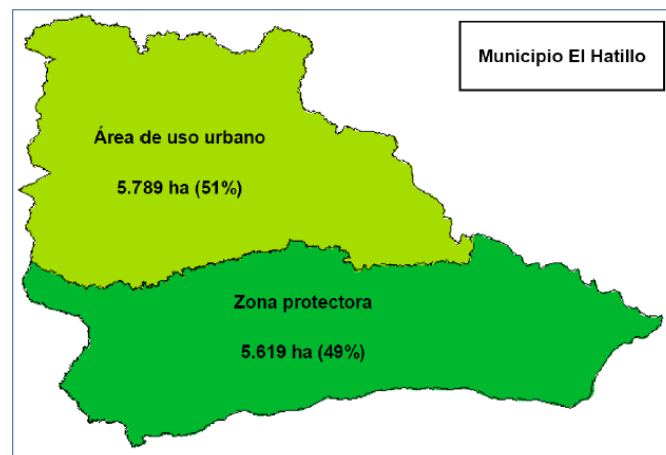 Municipio El Hatillo
Área de uso urbano
5.789 ha (51%)
Zona protectora
5.619 ha (49%)